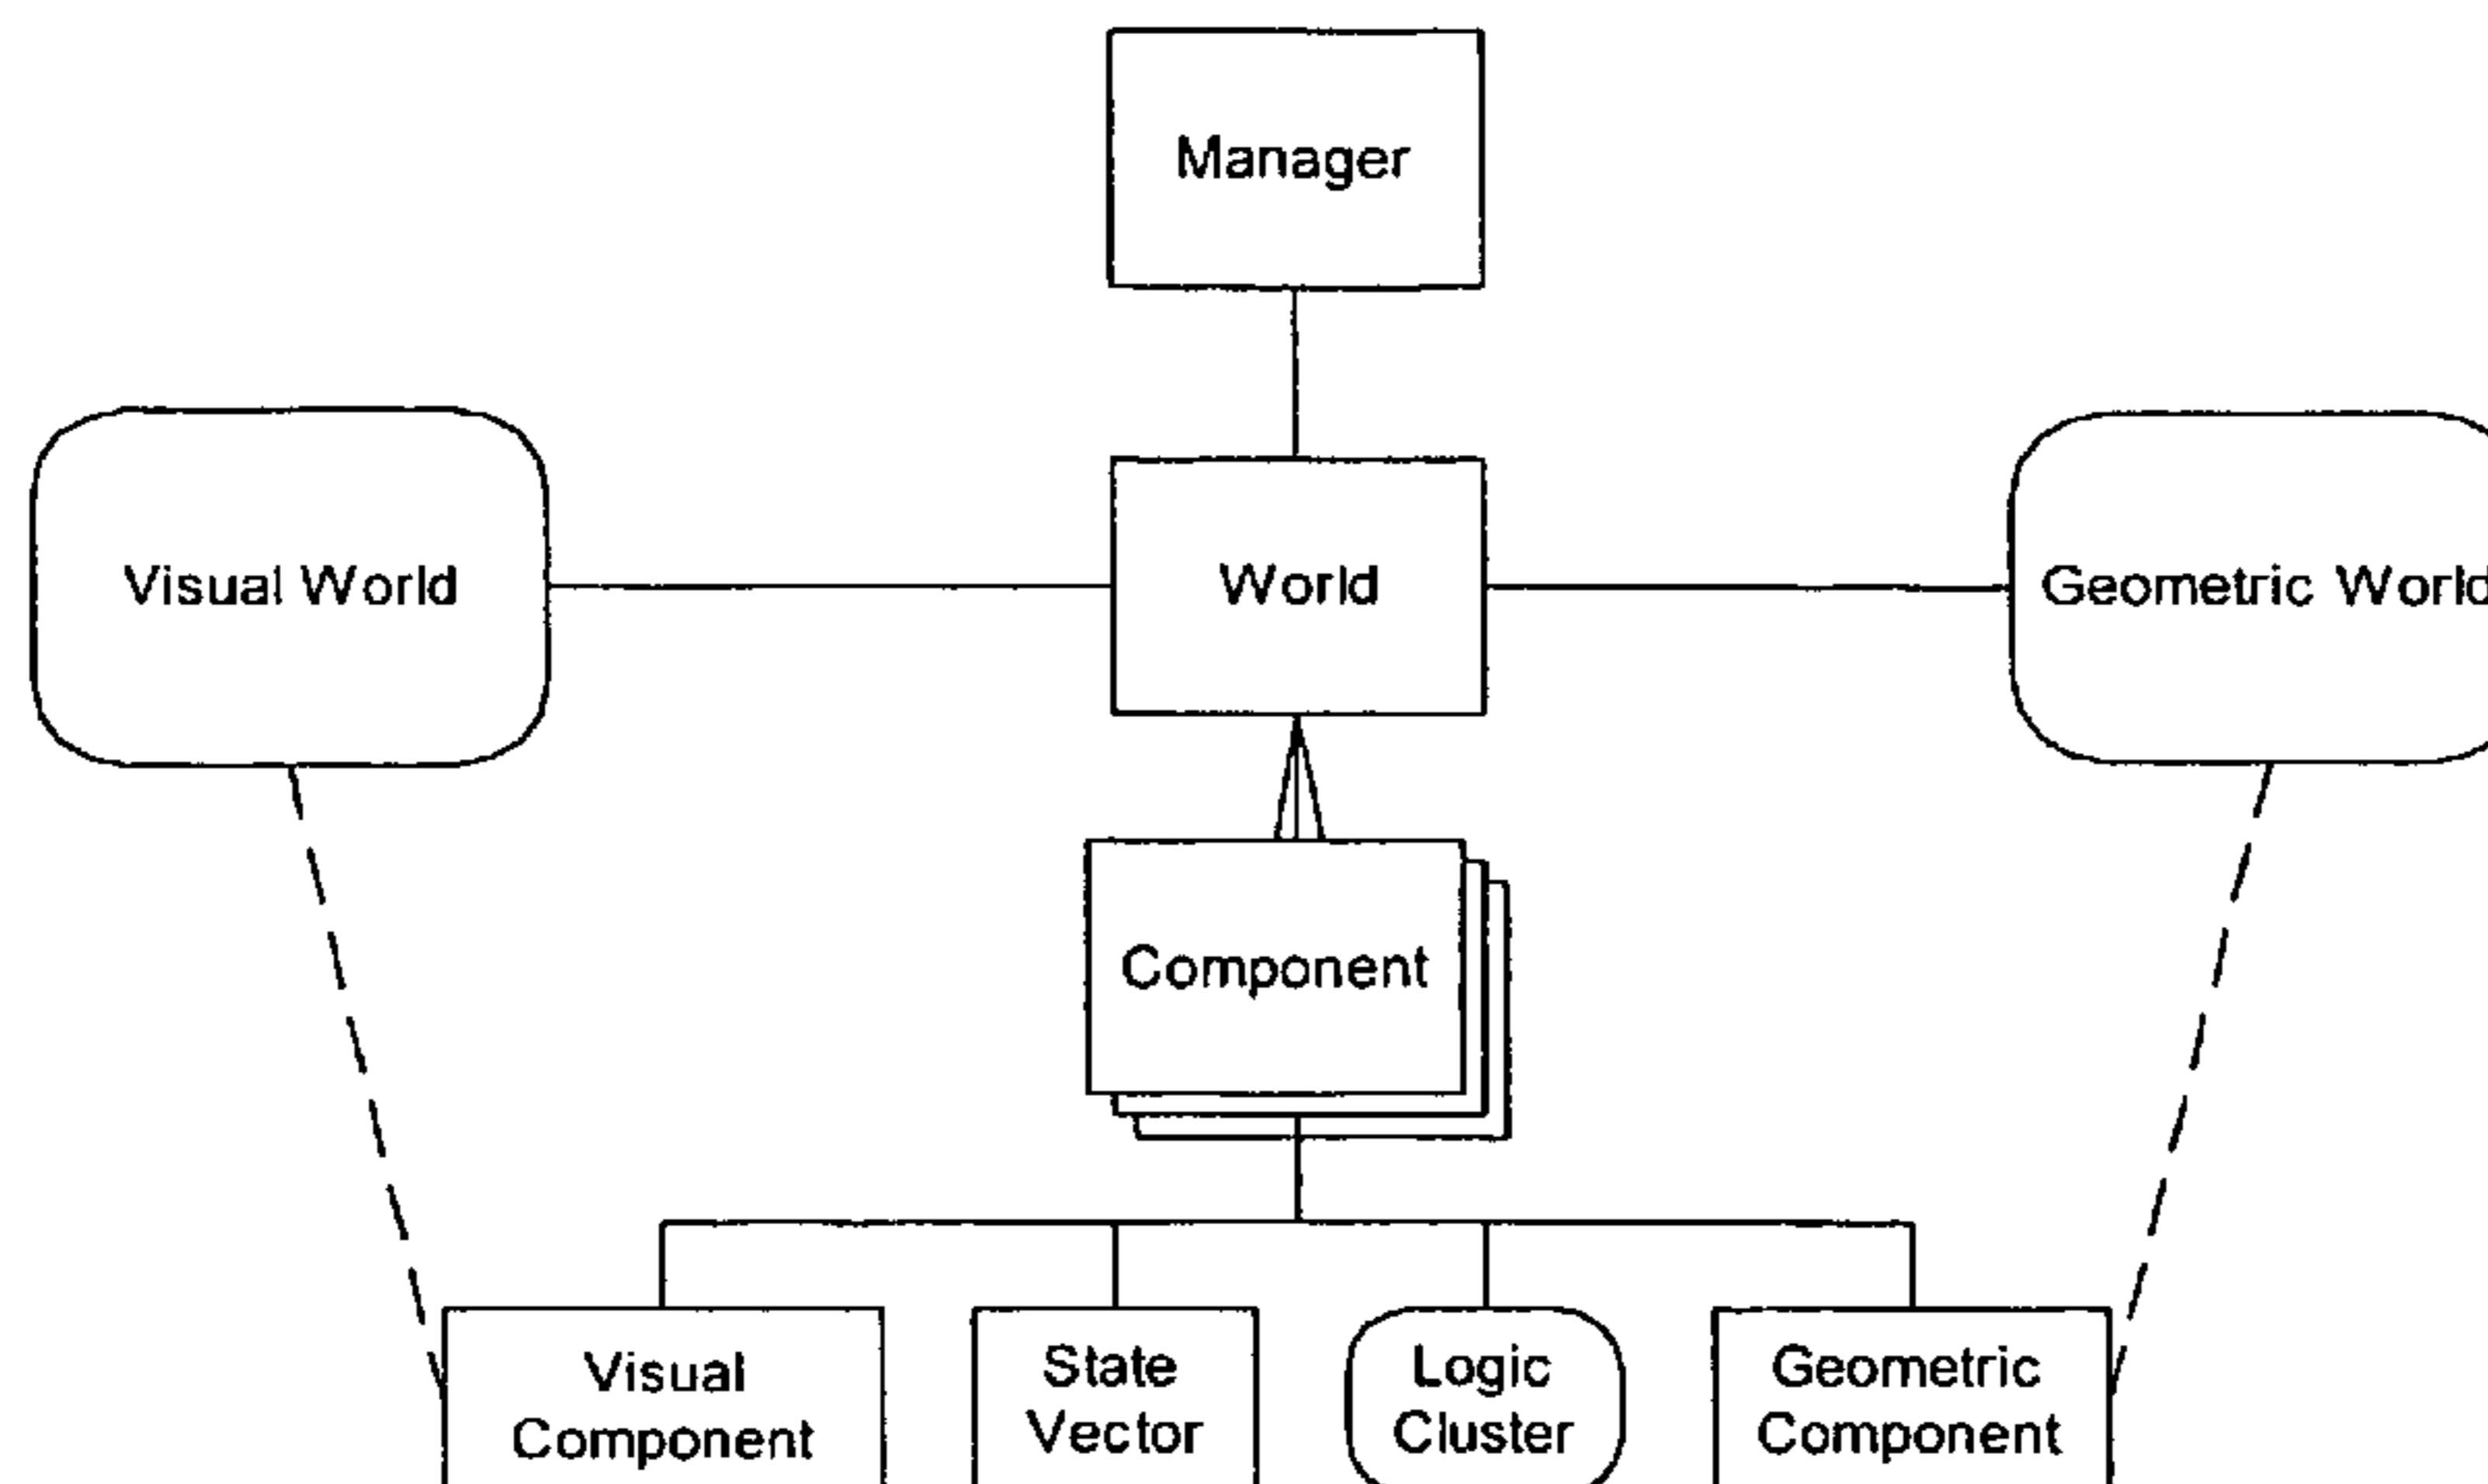 Manager
Visual World
World
Geometric World
Component
Visual
Component
State
Vector
Logic
Cluster
Geometric
Component